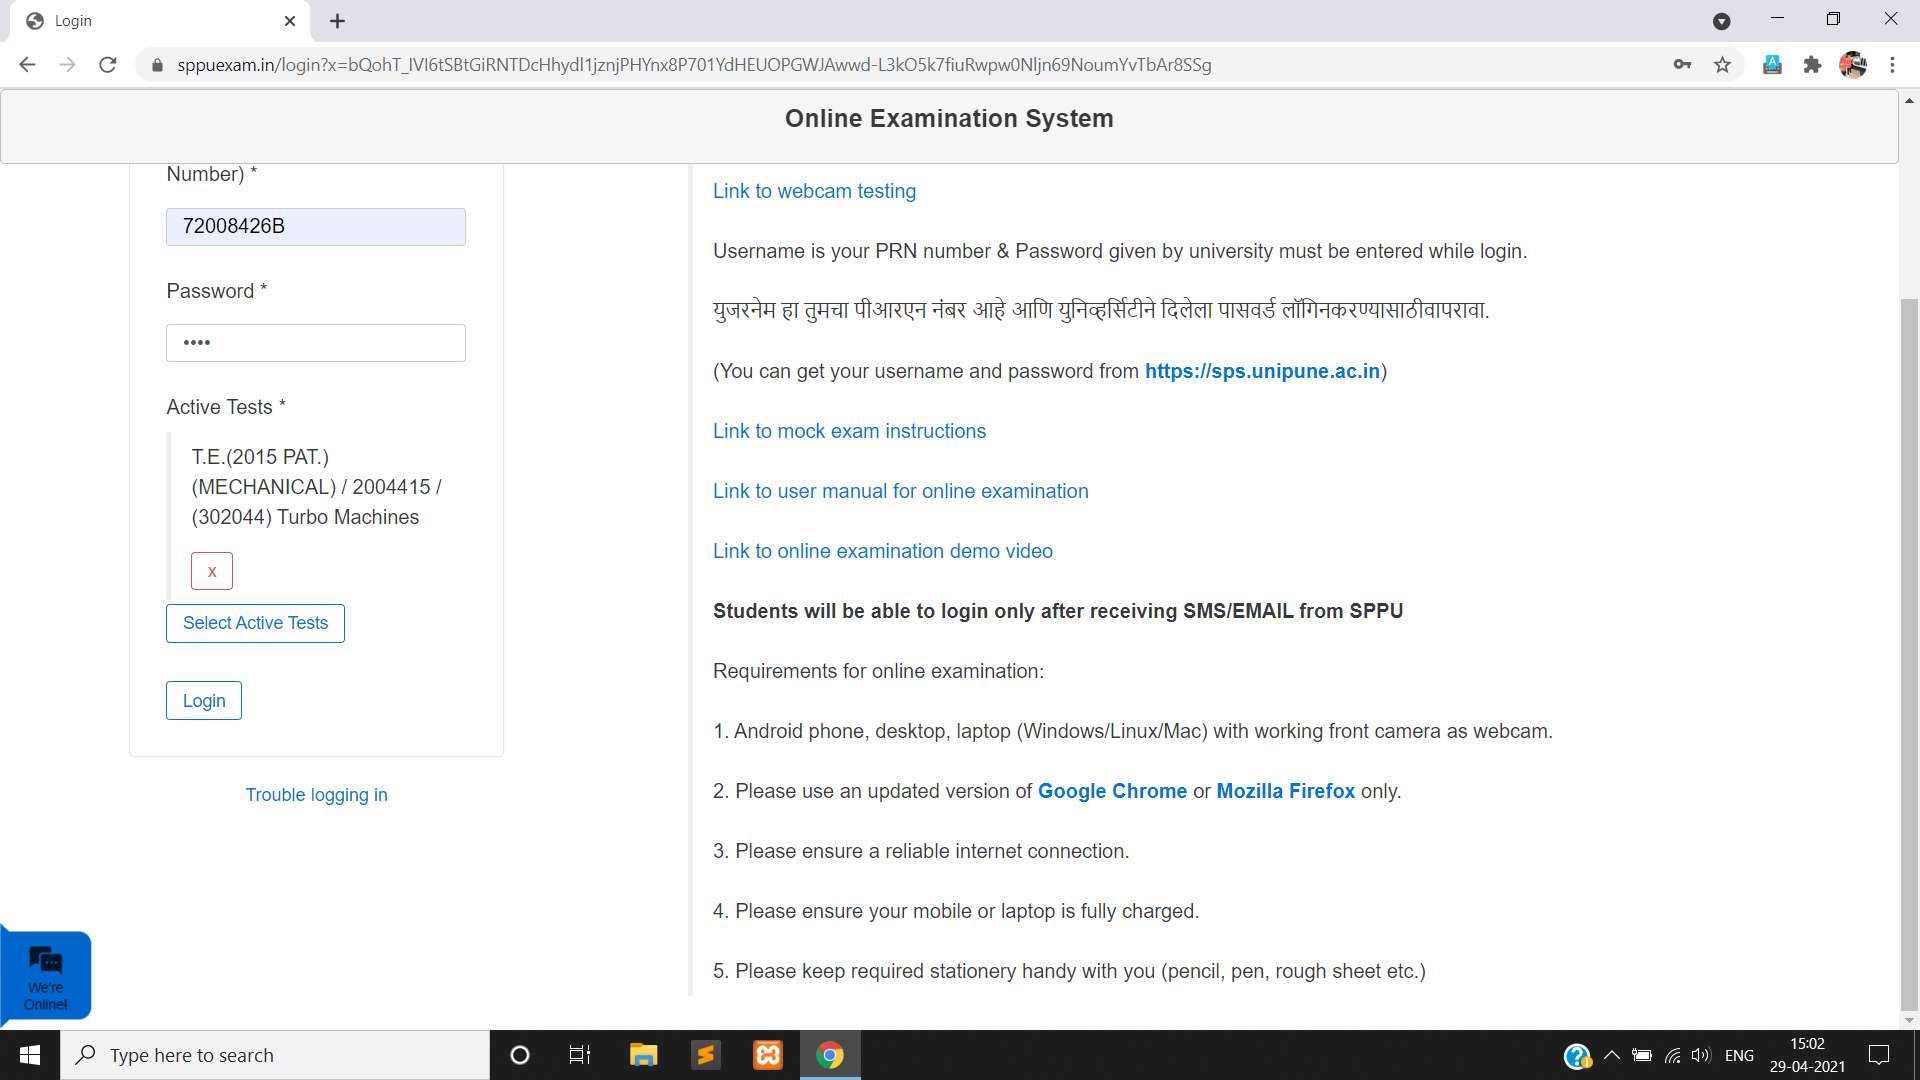 Login
sppuexam.in/login?x=bQohT_IVI6tSBtGiRNTDcHhydl1jznjPHYnx8P701YdHEUOPGWJAwwd-L3kO5k7fiuRwpw0Nljn69NoumYvTbAr8SSg
Online Examination System
Number) *
72008426B
Password *
••••
Active Tests *
T.E.(2015 PAT.)
(MECHANICAL) / 2004415 /
(302044) Turbo Machines
x
Select Active Tests
Login
Trouble logging in
Link to webcam testing
Username is your PRN number & Password given by university must be entered while login.
युजरनेम हा तुमचा पीआरएन नंबर आहे आणि युनिव्हर्सिटीने दिलेला पासवर्ड लॉगिनकरण्यासाठीवापरावा.
(You can get your username and password from https://sps.unipune.ac.in)
Link to mock exam instructions
Link to user manual for online examination
Link to online examination demo video
Students will be able to login only after receiving SMS/EMAIL from SPPU
Requirements for online examination:
1. Android phone, desktop, laptop (Windows/Linux/Mac) with working front camera as webcam.
2. Please use an updated version of Google Chrome or Mozilla Firefox only.
3. Please ensure a reliable internet connection.
4. Please ensure your mobile or laptop is fully charged.
5. Please keep required stationery handy with you (pencil, pen, rough sheet etc.)
We're
Online!
Type here to search
ENG
15:02
29-04-2021